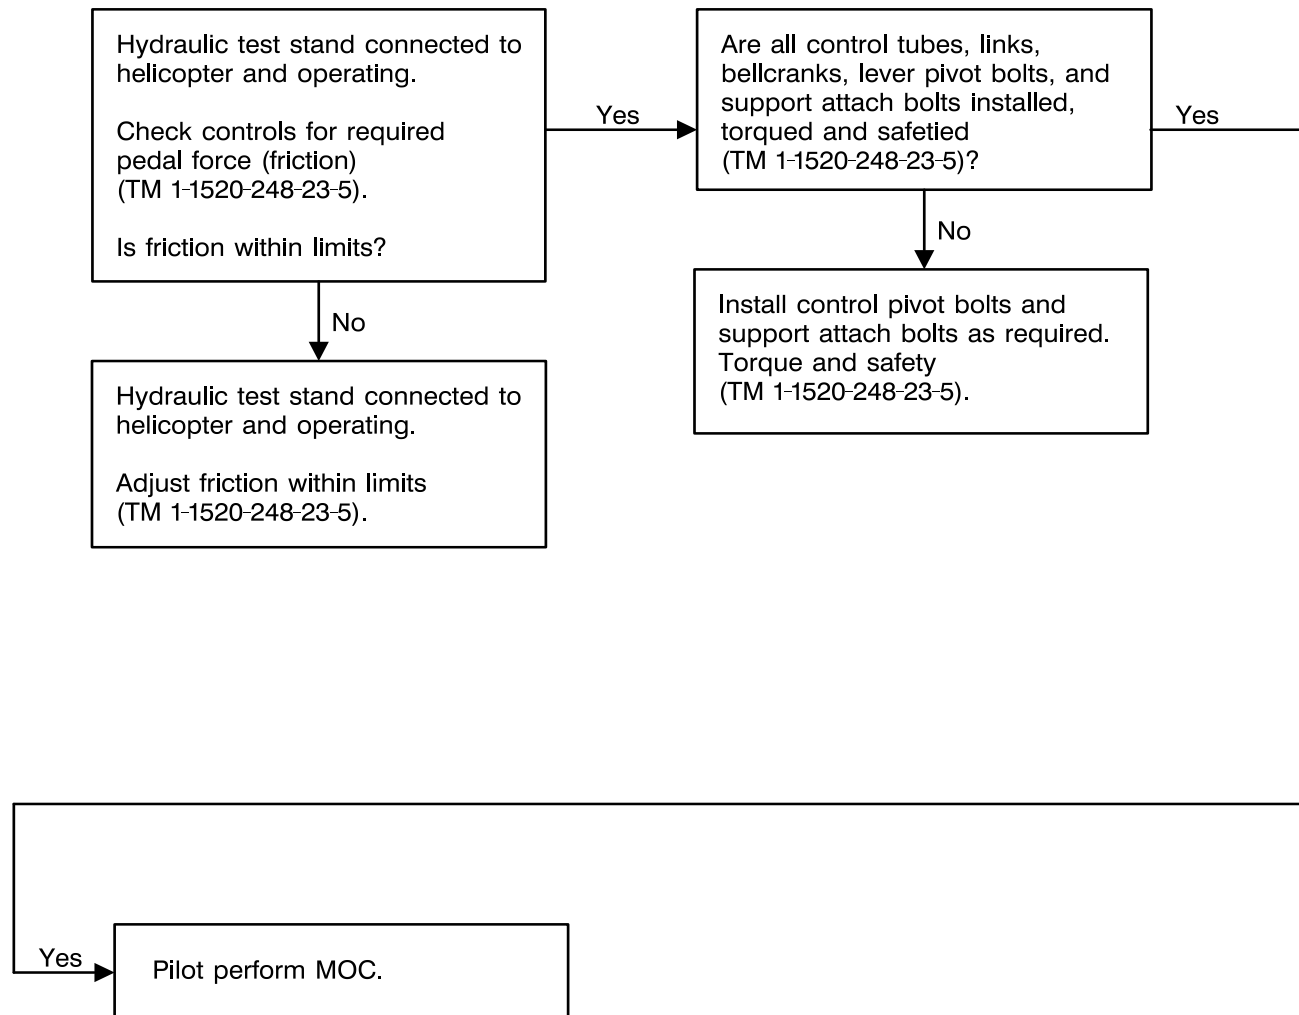 Hydraulic test stand connected to
helicopter and operating.
Check controls for required
pedal force (friction)
(TM 1-1520-248-23-5).
Is friction within limits?
Yes
Are all control tubes, links,
bellcranks, lever pivot bolts, and
support attach bolts installed,
torqued and safetied
(TM 1-1520-248-23-5)?
Yes
No
Hydraulic test stand connected to
helicopter and operating.
Adjust friction within limits
(TM 1-1520-248-23-5).
No
Install control pivot bolts and
support attach bolts as required.
Torque and safety
(TM 1-1520-248-23-5).
Yes
Pilot perform MOC.